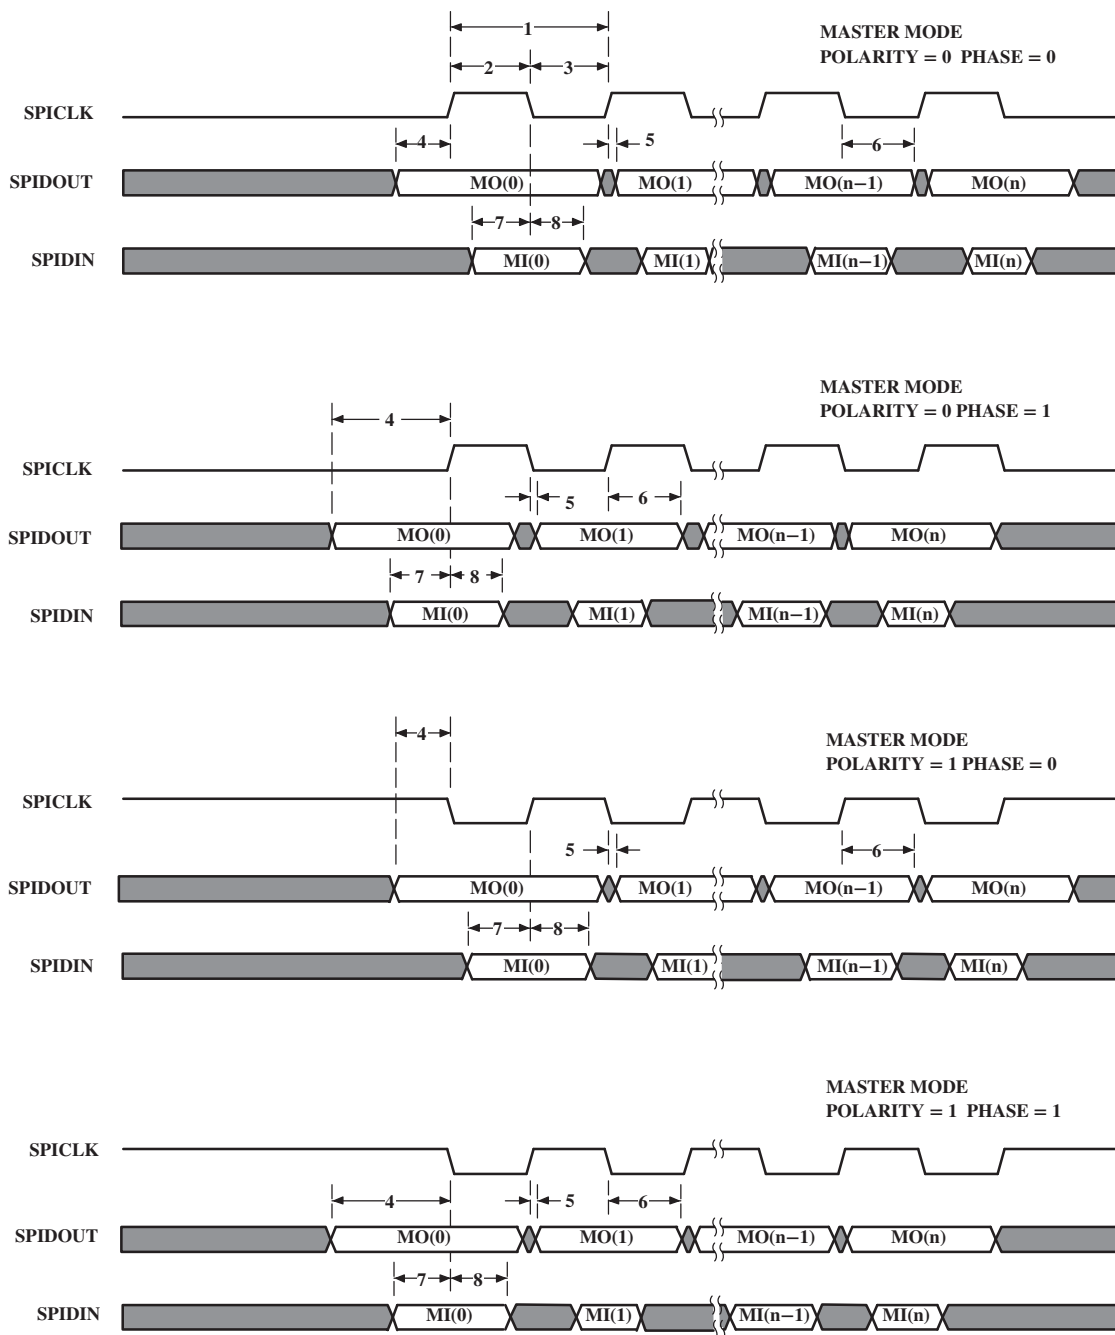 1
MASTER MODE
POLARITY = 0 PHASE = 0
2 3
SPICLK
4 5 6
SPIDOUT MO(0) MO(1) MO(n−1) MO(n)
7 8
SPIDIN MI(0) MI(1) MI(n−1) MI(n)
MASTER MODE
POLARITY = 0 PHASE = 1
4
SPICLK
5 6
SPIDOUT MO(0) MO(1) MO(n−1) MO(n)
7 8
SPIDIN MI(0) MI(1) MI(n−1) MI(n)
4
MASTER MODE
POLARITY = 1 PHASE = 0
SPICLK
5 6
SPIDOUT MO(0) MO(1) MO(n−1) MO(n)
7 8
SPIDIN MI(0) MI(1) MI(n−1) MI(n)
MASTER MODE
POLARITY = 1 PHASE = 1
SPICLK
4 5 6
SPIDOUT MO(0) MO(1) MO(n−1) MO(n)
7 8
SPIDIN MI(0) MI(1) MI(n−1) MI(n)